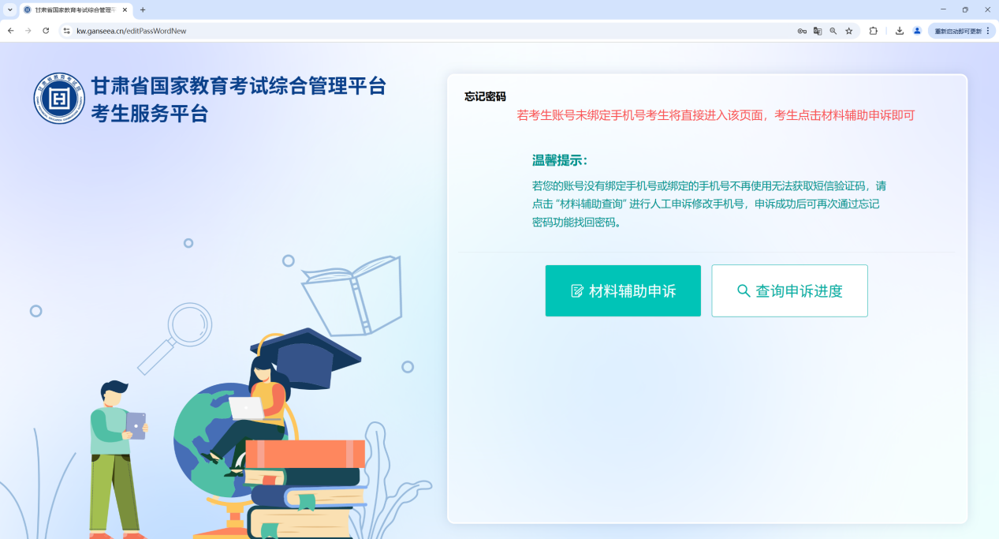 甘肃省国家教育考试综合管理平
kw.ganseea.cn/editPassWordNew
重新启动即可更新
甘肃省国家教育考试综合管理平台
考生服务平台
忘记密码
若考生账号未绑定手机号考生将直接进入该页面，考生点击材料辅助申诉即可
温馨提示：
若您的账号没有绑定手机号或绑定的手机号不再使用无法获取短信验证码，请
点击 “材料辅助查询” 进行人工申诉修改手机号，申诉成功后可再次通过忘记
密码功能找回密码。
材料辅助申诉
查询申诉进度